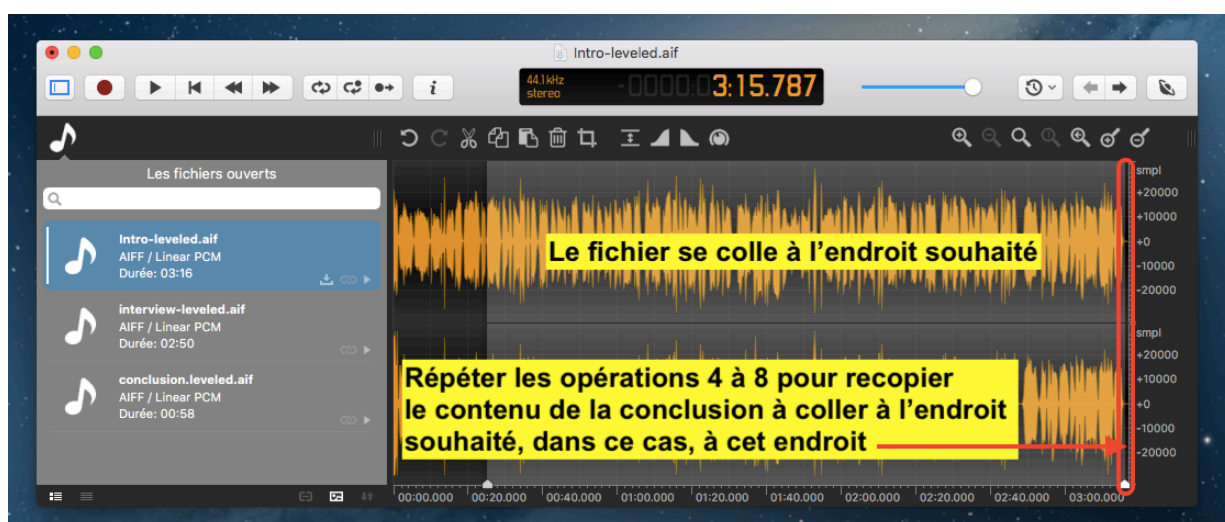 Intro-leveled.aif
44.1 kHz
stereo
-0000:03:15.787
Les fichiers ouverts
Intro-leveled.aif
AIFF / Linear PCM
Durée: 03:16
interview-leveled.aif
AIFF / Linear PCM
Durée: 02:50
conclusion.leveled.aif
AIFF / Linear PCM
Durée: 00:58
Le fichier se colle à l’endroit souhaité
Répéter les opérations 4 à 8 pour recopier
le contenu de la conclusion à coller à l’endroit
souhaité, dans ce cas, à cet endroit
smpl
+20000
+10000
+0
-10000
-20000
smpl
+20000
+10000
+0
-10000
-20000
00:00.000 00:20.000 00:40.000 01:00.000 01:20.000 01:40.000 02:00.000 02:20.000 02:40.000 03:00.000